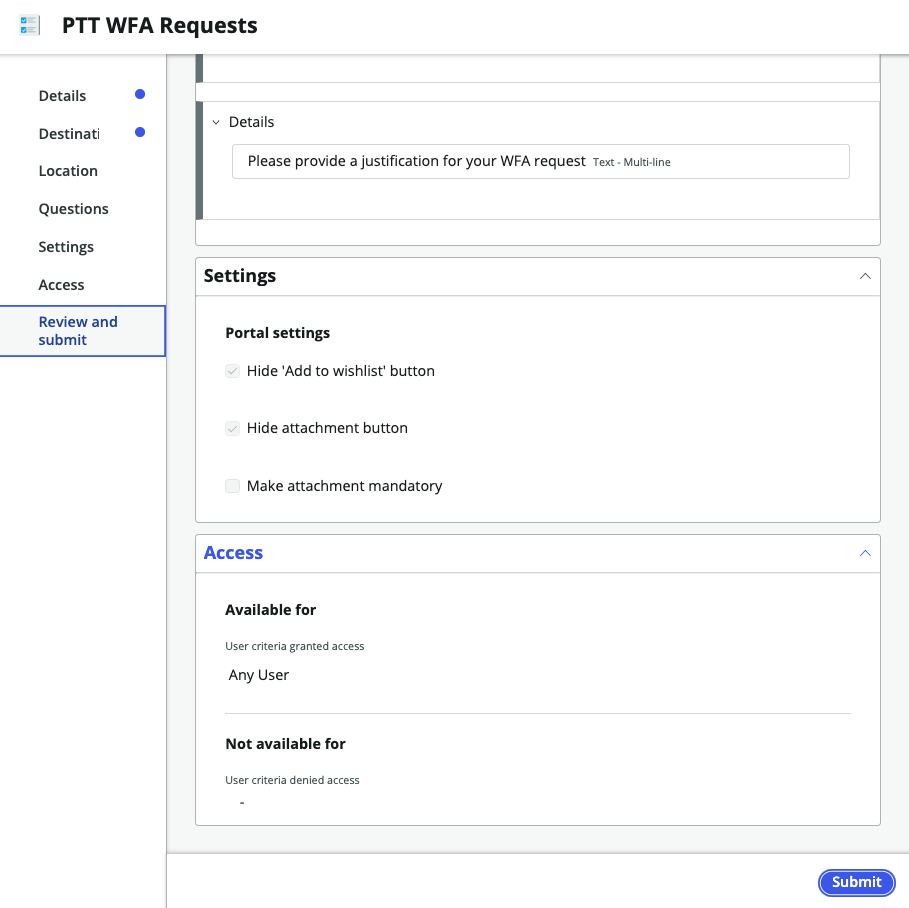 PTT WFA Requests
Details
Destinati
Location
Questions
Settings
Access
Review and
submit
Details
Please provide a justification for your WFA request Text - Multi-line
Settings
Portal settings
Hide 'Add to wishlist' button
Hide attachment button
Make attachment mandatory
Access
Available for
User criteria granted access
Any User
Not available for
User criteria denied access
-
Submit